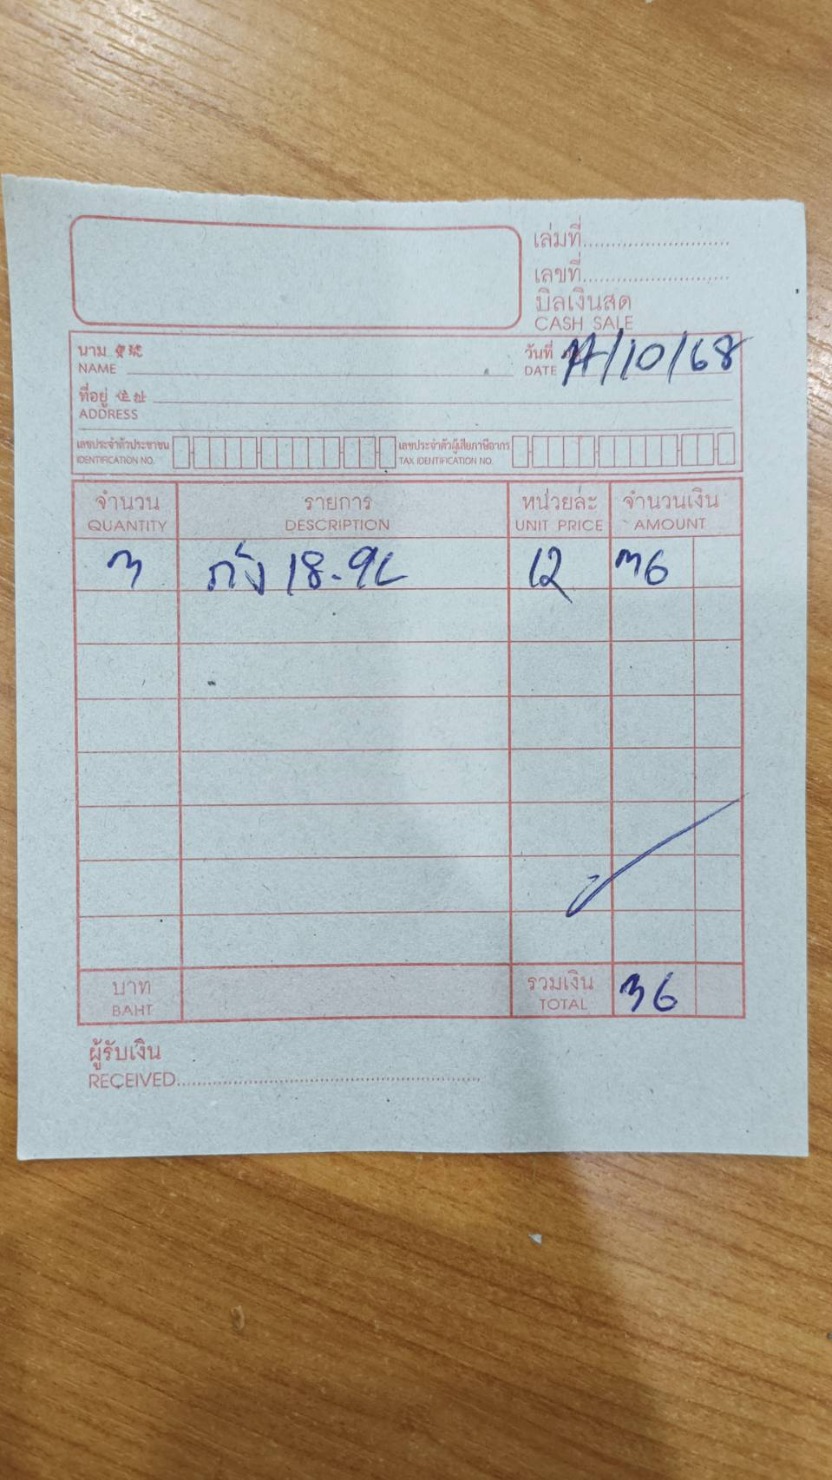 เล่มที่
เลขที่
บิลเงินสด
CASH SALE
นาม 寶號
NAME
วันที่
DATE /10/68
ที่อยู่ 住址
ADDRESS
เลขประจำตัวประชาชน
IDENTIFICATION NO.
เลขประจำตัวผู้เสียภาษีอากร
TAX IDENTIFICATION NO.
จำนวน รายการ หน่วยละ จำนวนเงิน
QUANTITY DESCRIPTION UNIT PRICE AMOUNT
3 ถัง 18.9L 12 36
บาท รวมเงิน 36
BAHT TOTAL
ผู้รับเงิน
RECEIVED